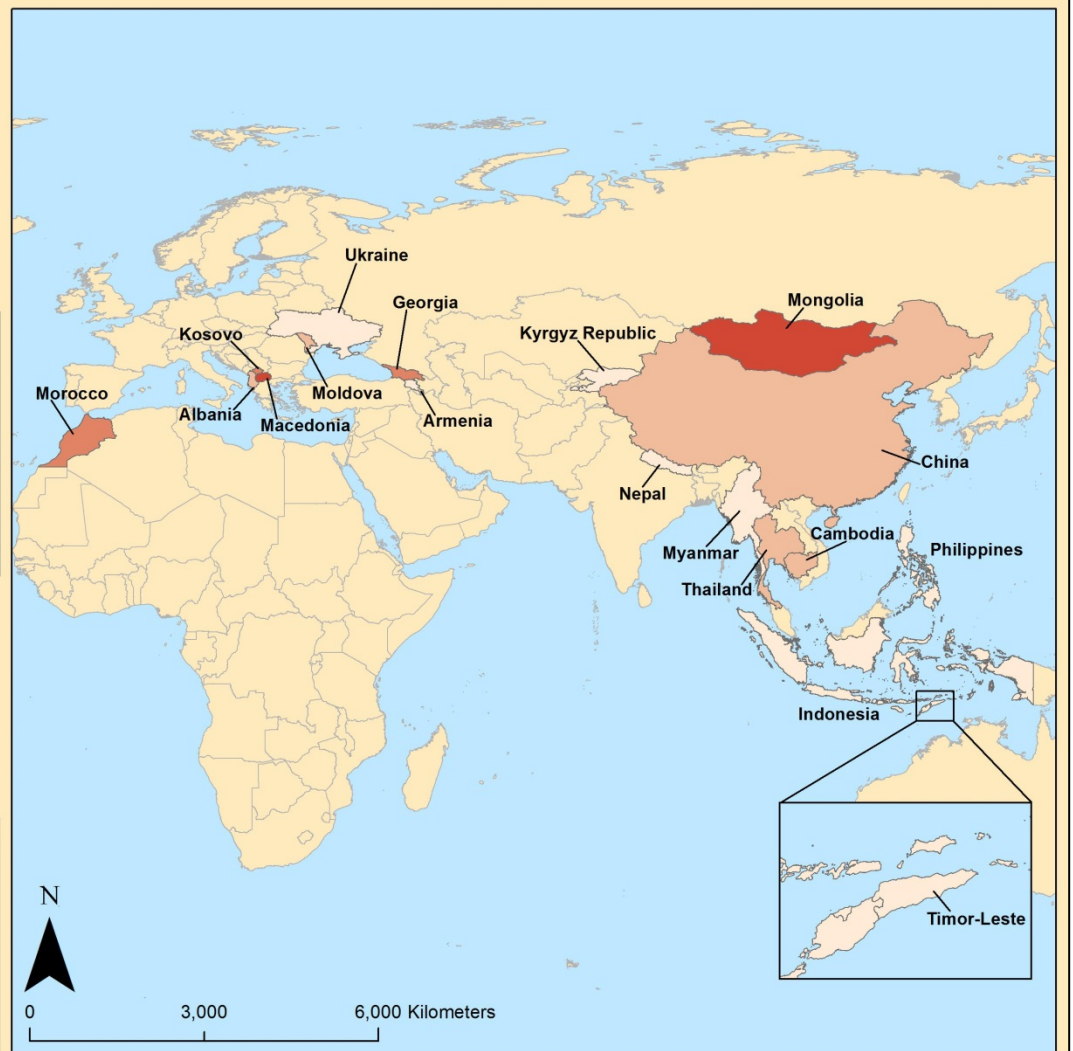 Ukraine
Georgia
Mongolia
Kosovo
Kyrgyz Republic
Morocco
Moldova
Albania
Macedonia
Armenia
China
Nepal
Cambodia
Myanmar
Philippines
Thailand
Indonesia
N
Timor-Leste
0 3,000 6,000 Kilometers